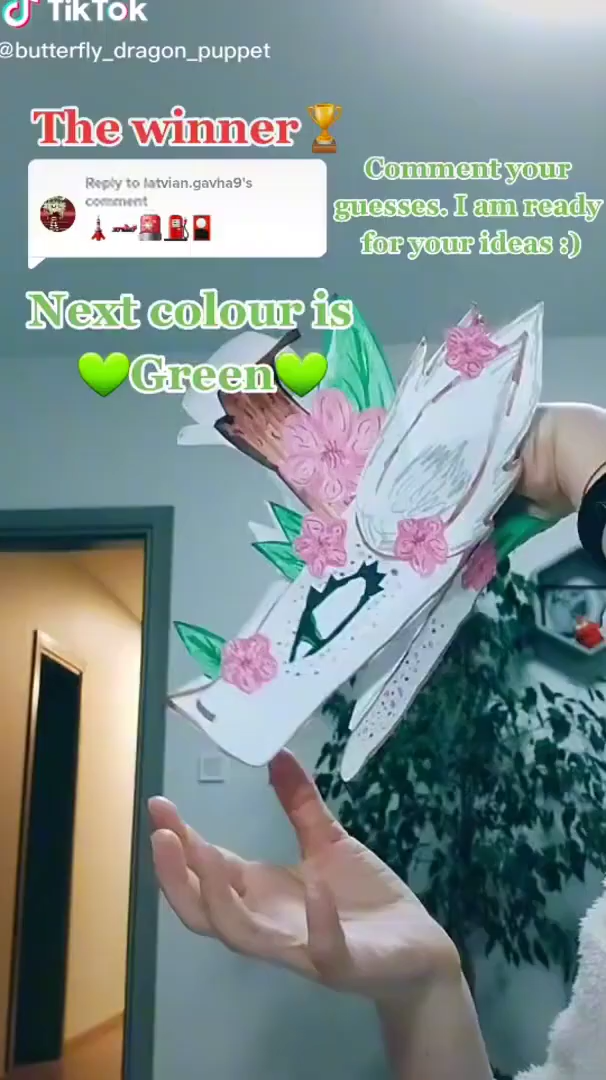 TikTok
@butterfly_dragon_puppet
The winner🏆
Reply to latvian.gavha9's
comment
🗼🏎️🚨⛽🎴
Comment your
guesses. I am ready
for your ideas :)
Next colour is
💚Green💚